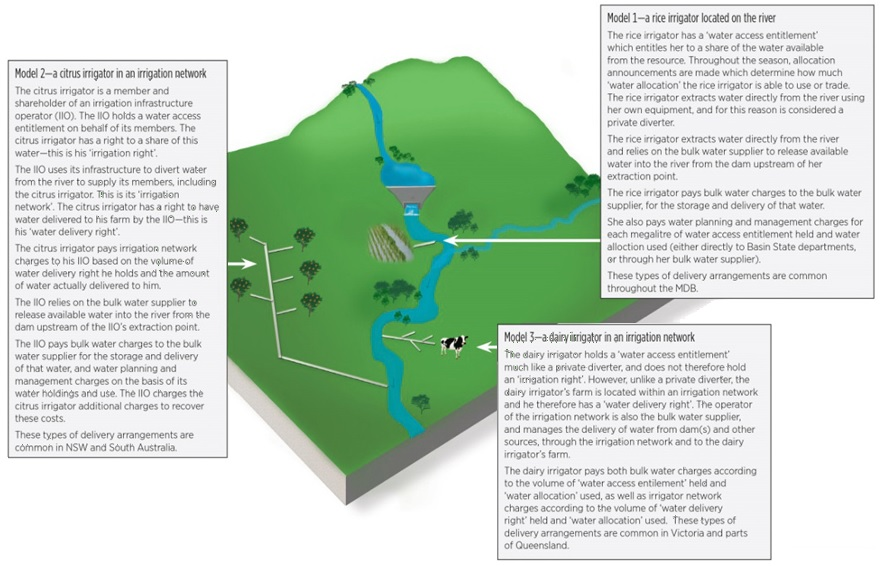 Model 1—a rice irrigator located on the river
The rice irrigator has a ‘water access entitlement’
which entitles her to a share of the water available
from the resource. Throughout the season, allocation
announcements are made which determine how much
‘water allocation’ the rice irrigator is able to use or trade.
The rice irrigator extracts water directly from the river using
her own equipment, and for this reason is considered a
private diverter.
The rice irrigator extracts water directly from the river
and relies on the bulk water supplier to release available
water into the river from the dam upstream of her
extraction point.
The rice irrigator pays bulk water charges to the bulk water
supplier, for the storage and delivery of that water.
She also pays water planning and management charges for
each megalitre of water access entitlement held and water
alloction used (either directly to Basin State departments,
or through her bulk water supplier).
These types of delivery arrangements are common
throughout the MDB.
Model 2—a citrus irrigator in an irrigation network
The citrus irrigator is a member and
shareholder of an irrigation infrastructure
operator (IIO). The IIO holds a water access
entitlement on behalf of its members. The
citrus irrigator has a right to a share of this
water—this is his ‘irrigation right’.
The IIO uses its infrastructure to divert water
from the river to supply its members, including
the citrus irrigator. This is its ‘irrigation
network’. The citrus irrigator has a right to have
water delivered to his farm by the IIO—this is
his ‘water delivery right’.
The citrus irrigator pays irrigation network
charges to his IIO based on the volume of
water delivery right he holds and the amount
of water actually delivered to him.
The IIO relies on the bulk water supplier to
release available water into the river from the
dam upstream of the IIO’s extraction point.
The IIO pays bulk water charges to the bulk
water supplier for the storage and delivery
of that water, and water planning and
management charges on the basis of its
water holdings and use. The IIO charges the
citrus irrigator additional charges to recover
these costs.
These types of delivery arrangements are
common in NSW and South Australia.
Model 3—a dairy irrigator in an irrigation network
The dairy irrigator holds a ‘water access entitlement’
much like a private diverter, and does not therefore hold
an ‘irrigation right’. However, unlike a private diverter, the
dairy irrigator’s farm is located within an irrigation network
and he therefore has a ‘water delivery right’. The operator
of the irrigation network is also the bulk water supplier,
and manages the delivery of water from dam(s) and other
sources, through the irrigation network and to the dairy
irrigator’s farm.
The dairy irrigator pays both bulk water charges according
to the volume of ‘water access entilement’ held and
‘water allocation’ used, as well as irrigator network
charges according to the volume of ‘water delivery
right’ held and ‘water allocation’ used. These types of
delivery arrangements are common in Victoria and parts
of Queensland.